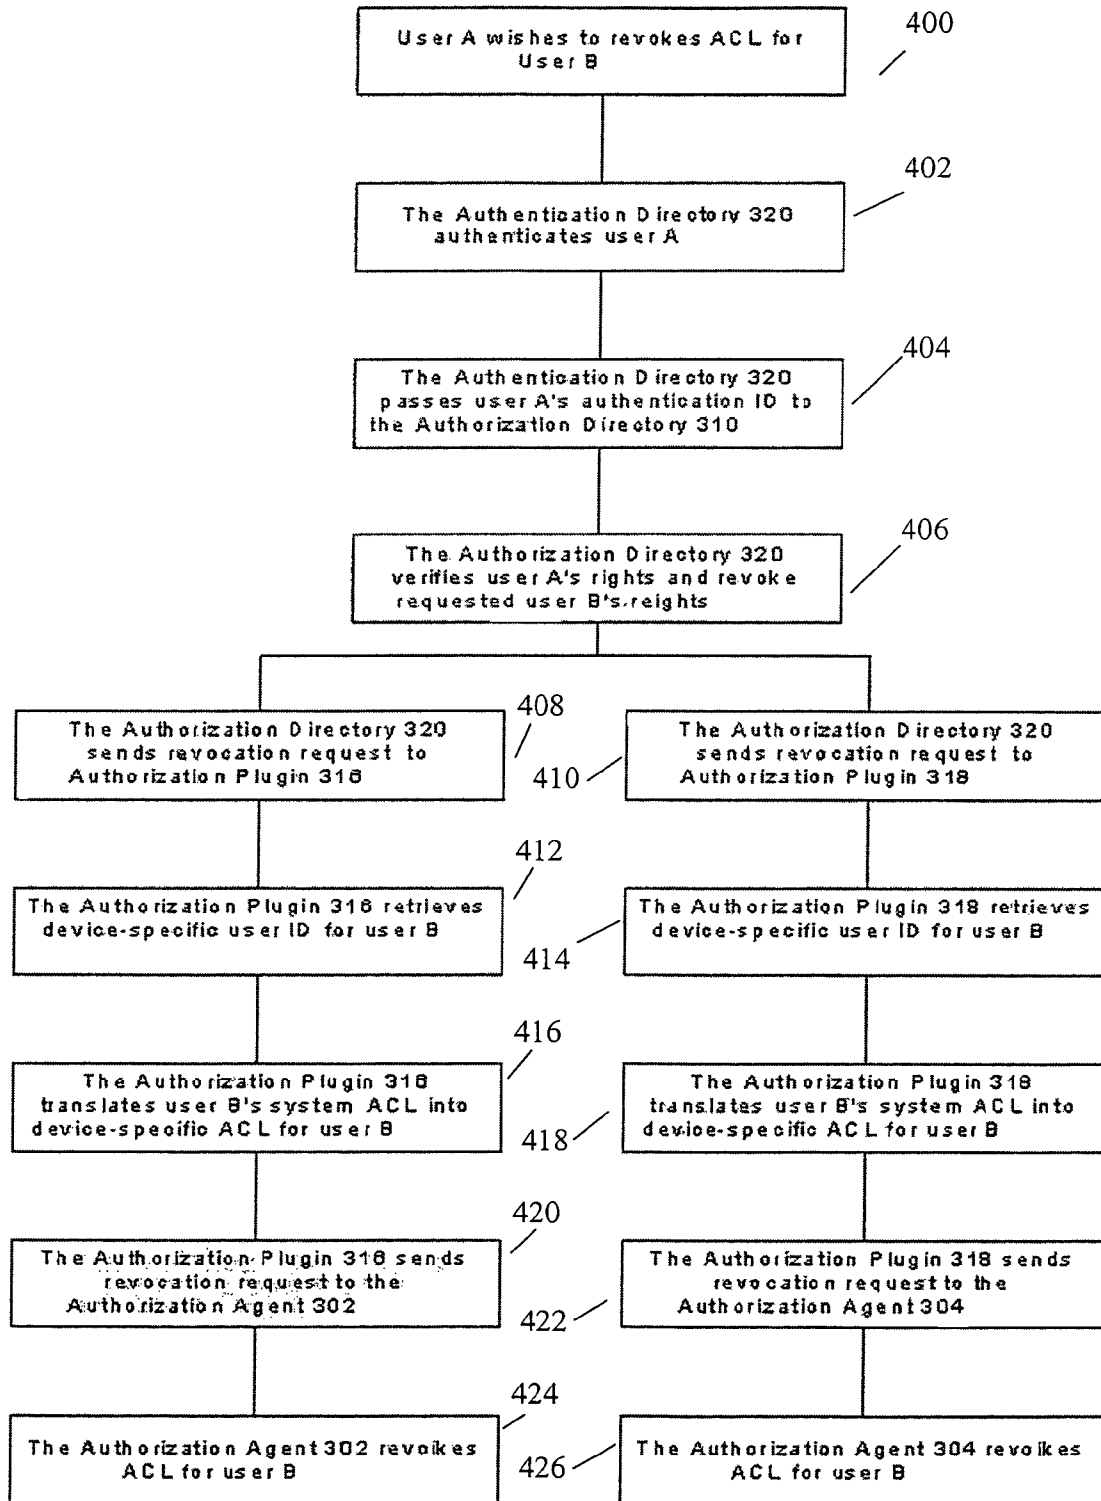 User A wishes to revokes ACL for
User B
400
402
The Authentication Directory 320
authenticates user A
404
The Authentication Directory 320
passes user A's authentication ID to
the Authorization Directory 310
406
The Authorization Directory 320
verifies user A's rights and revoke
requested user B's reights
408
The Authorization Directory 320
sends revocation request to
Authorization Plugin 316
410
The Authorization Directory 320
sends revocation request to
Authorization Plugin 318
412
The Authorization Plugin 316 retrieves
device-specific user ID for user B
414
The Authorization Plugin 318 retrieves
device-specific user ID for user B
416
The Authorization Plugin 316
translates user B's system ACL into
device-specific ACL for user B
418
The Authorization Plugin 318
translates user B's system ACL into
device-specific ACL for user B
420
The Authorization Plugin 316 sends
revocation request to the
Authorization Agent 302
422
The Authorization Plugin 318 sends
revocation request to the
Authorization Agent 304
424
The Authorization Agent 302 revoikes
ACL for user B
426
The Authorization Agent 304 revoikes
ACL for user B